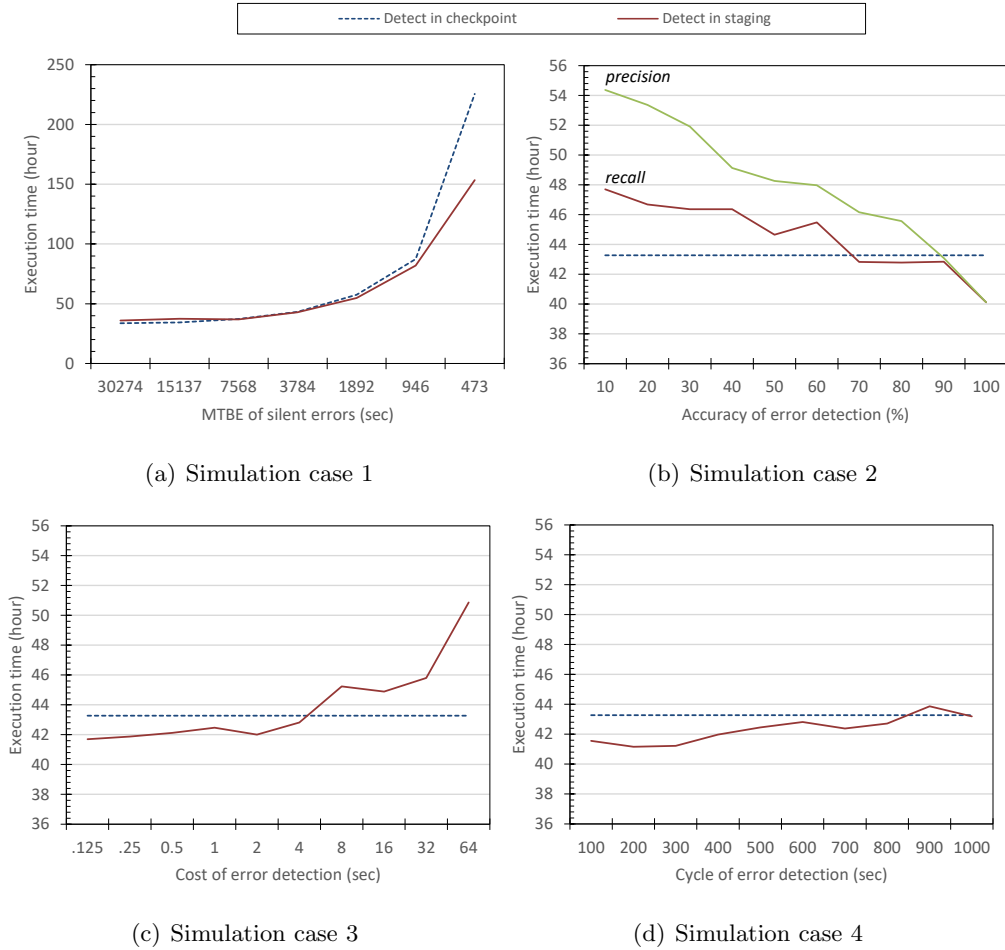 Detect in checkpoint Detect in staging
Execution time (hour)
250
200
150
100
50
0
30274 15137 7568 3784 1892 946 473
MTBE of silent errors (sec)
(a) Simulation case 1
Execution time (hour)
56
54
52
50
48
46
44
42
40
38
36
precision
recall
10 20 30 40 50 60 70 80 90 100
Accuracy of error detection (%)
(b) Simulation case 2
Execution time (hour)
56
54
52
50
48
46
44
42
40
38
36
.125 .25 0.5 1 2 4 8 16 32 64
Cost of error detection (sec)
(c) Simulation case 3
Execution time (hour)
56
54
52
50
48
46
44
42
40
38
36
100 200 300 400 500 600 700 800 900 1000
Cycle of error detection (sec)
(d) Simulation case 4